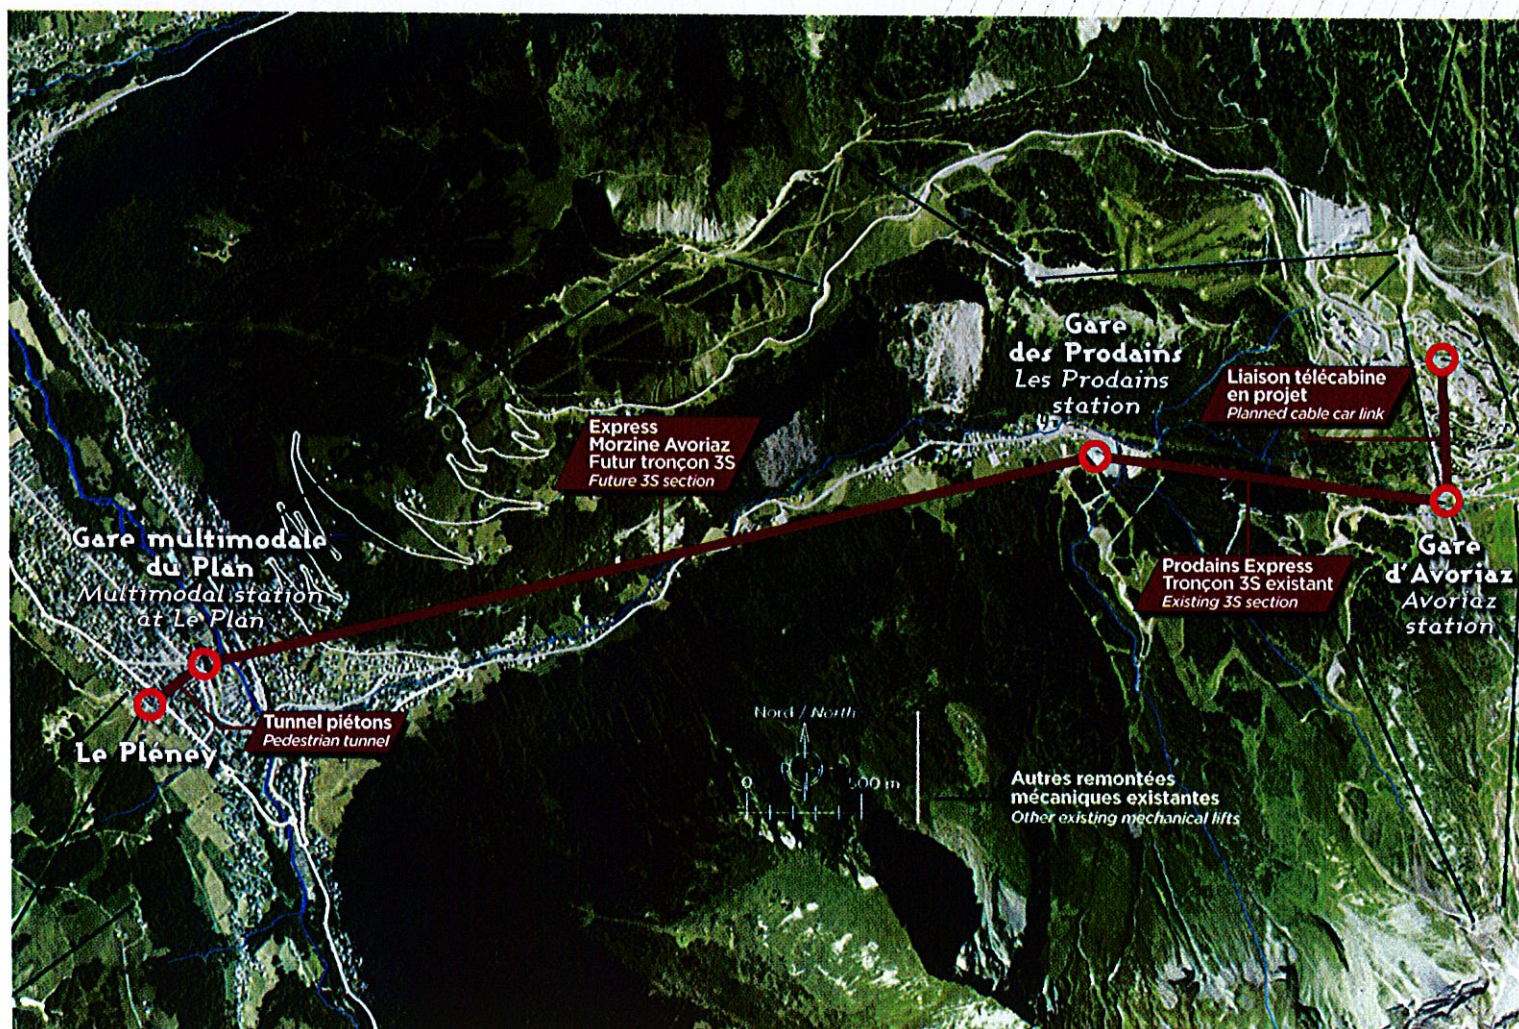 Gare
des Prodains
Les Prodains
station
Liaison télécabine
en projet
Planned cable car link
Express
Morzine Avoriaz
Futur tronçon 3S
Future 3S section
Gare multimodale
du Plan
Multimodal station
at Le Plan
Prodains Express
Tronçon 3S existant
Existing 3S section
Gare
d'Avoriaz
Avoriaz
station
Tunnel piétons
Pedestrian tunnel
Le Pléney
Nord / North
0 500 m
Autres remontées
mécaniques existantes
Other existing mechanical lifts